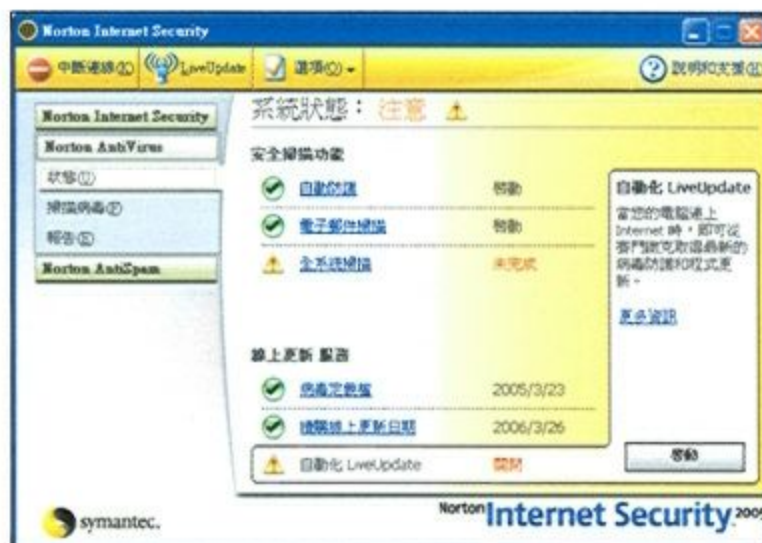 Norton Internet Security
中斷連線(D) LiveUpdate 選項(O) 說明和支援(H)
Norton Internet Security
Norton AntiVirus
狀態(U)
掃描病毒(F)
報告(E)
Norton AntiSpam
系統狀態：注意
安全掃描功能
自動防護 啟動
電子郵件掃描 啟動
全系統掃描 未完成
線上更新 服務
病毒定義檔 2005/3/23
續購線上更新日期 2006/3/26
自動化 LiveUpdate 關閉
自動化 LiveUpdate
當您的電腦連上
Internet 時，即可從
賽門鐵克取得最新的
病毒防護和程式更
新。
更多資訊
啟動
symantec.
Norton Internet Security 2005